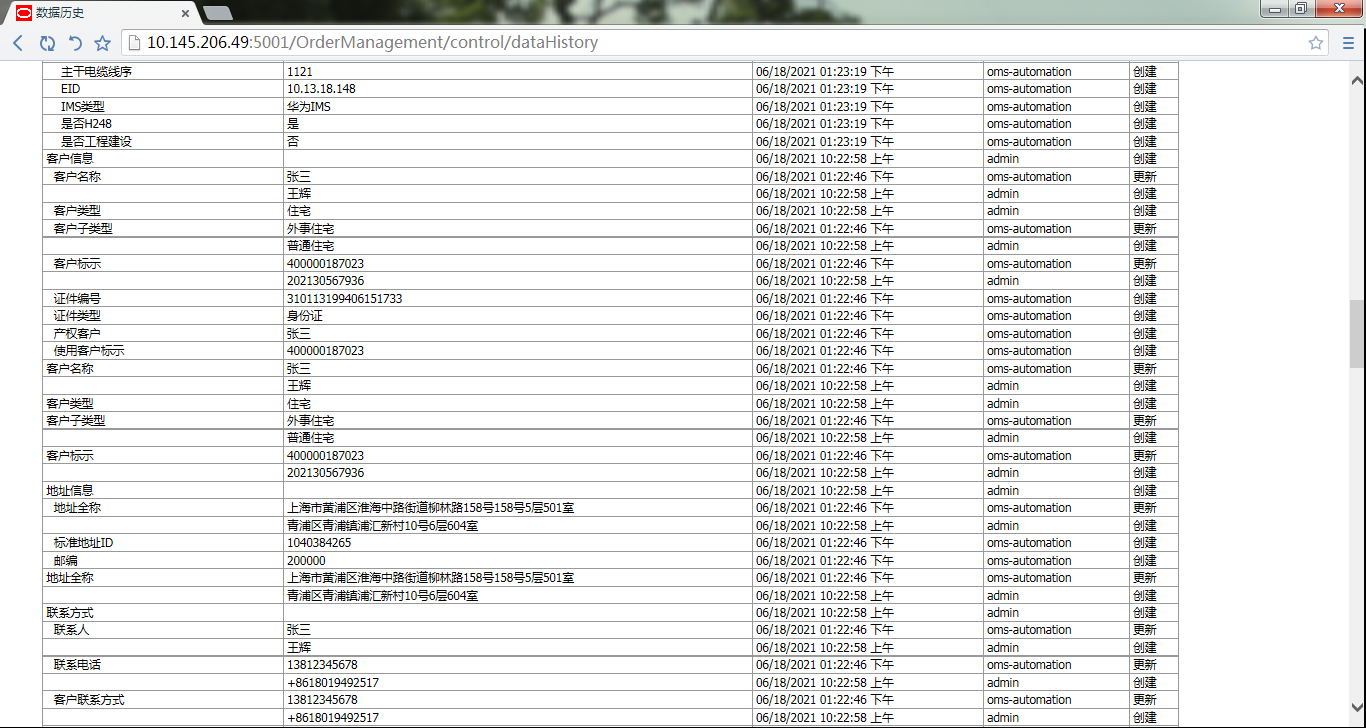 数据历史
10.145.206.49:5001/OrderManagement/control/dataHistory
主干电缆线序 1121 06/18/2021 01:23:19 下午 oms-automation 创建
EID 10.13.18.148 06/18/2021 01:23:19 下午 oms-automation 创建
IMS类型 华为IMS 06/18/2021 01:23:19 下午 oms-automation 创建
是否H248 是 06/18/2021 01:23:19 下午 oms-automation 创建
是否工程建设 否 06/18/2021 01:23:19 下午 oms-automation 创建
客户信息 06/18/2021 10:22:58 上午 admin 创建
客户名称 张三 06/18/2021 01:22:46 下午 oms-automation 更新
王辉 06/18/2021 10:22:58 上午 admin 创建
客户类型 住宅 06/18/2021 10:22:58 上午 admin 创建
客户子类型 外事住宅 06/18/2021 01:22:46 下午 oms-automation 更新
普通住宅 06/18/2021 10:22:58 上午 admin 创建
客户标示 400000187023 06/18/2021 01:22:46 下午 oms-automation 更新
202130567936 06/18/2021 10:22:58 上午 admin 创建
证件编号 310113199406151733 06/18/2021 01:22:46 下午 oms-automation 创建
证件类型 身份证 06/18/2021 01:22:46 下午 oms-automation 创建
产权客户 张三 06/18/2021 01:22:46 下午 oms-automation 创建
使用客户标示 400000187023 06/18/2021 01:22:46 下午 oms-automation 创建
客户名称 张三 06/18/2021 01:22:46 下午 oms-automation 更新
王辉 06/18/2021 10:22:58 上午 admin 创建
客户类型 住宅 06/18/2021 10:22:58 上午 admin 创建
客户子类型 外事住宅 06/18/2021 01:22:46 下午 oms-automation 更新
普通住宅 06/18/2021 10:22:58 上午 admin 创建
客户标示 400000187023 06/18/2021 01:22:46 下午 oms-automation 更新
202130567936 06/18/2021 10:22:58 上午 admin 创建
地址信息 06/18/2021 10:22:58 上午 admin 创建
地址全称 上海市黄浦区淮海中路街道柳林路158号158号5层501室 06/18/2021 01:22:46 下午 oms-automation 更新
青浦区青浦镇浦汇新村10号6层604室 06/18/2021 10:22:58 上午 admin 创建
标准地址ID 1040384265 06/18/2021 01:22:46 下午 oms-automation 创建
邮编 200000 06/18/2021 01:22:46 下午 oms-automation 创建
地址全称 上海市黄浦区淮海中路街道柳林路158号158号5层501室 06/18/2021 01:22:46 下午 oms-automation 更新
青浦区青浦镇浦汇新村10号6层604室 06/18/2021 10:22:58 上午 admin 创建
联系方式 06/18/2021 10:22:58 上午 admin 创建
联系人 张三 06/18/2021 01:22:46 下午 oms-automation 更新
王辉 06/18/2021 10:22:58 上午 admin 创建
联系电话 13812345678 06/18/2021 01:22:46 下午 oms-automation 更新
+8618019492517 06/18/2021 10:22:58 上午 admin 创建
客户联系方式 13812345678 06/18/2021 01:22:46 下午 oms-automation 更新
+8618019492517 06/18/2021 10:22:58 上午 admin 创建